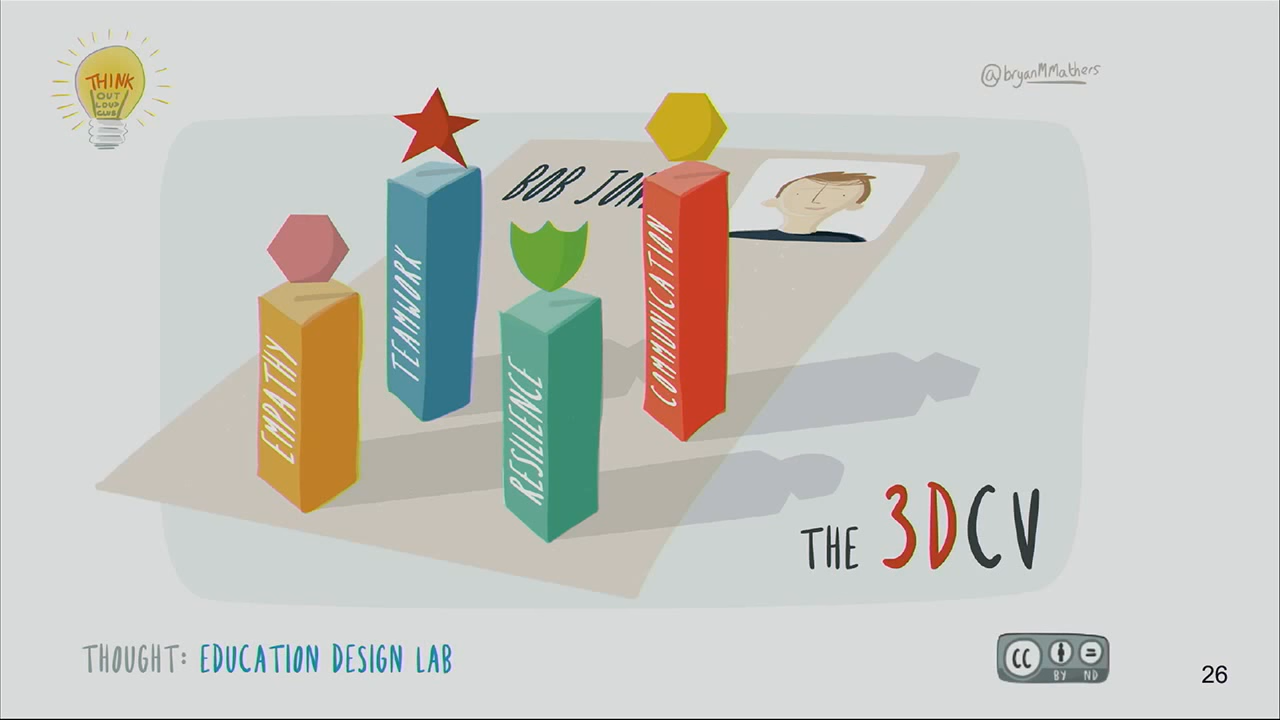 THINK
OUT
LOUD
CLUB
@bryanMMathers
BOB JON
TEAMWORK
COMMUNICATION
EMPATHY
RESILIENCE
THE 3DCV
THOUGHT: EDUCATION DESIGN LAB
CC
BY ND
26